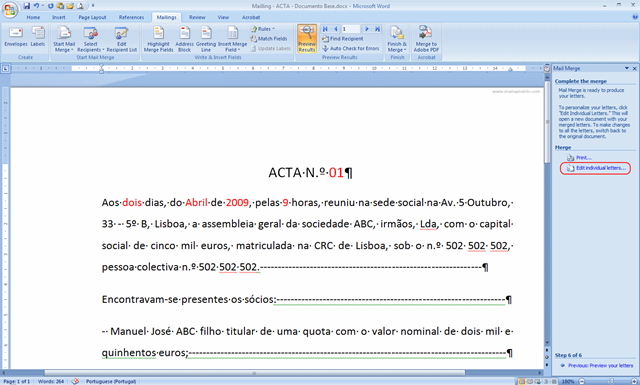 Mailling - ACTA - Documento Base.docx - Microsoft Word
Home Insert Page Layout References Mailings Review View Acrobat
Envelopes Labels
Create
Start Mail Merge Select Recipients Edit Recipient List
Start Mail Merge
Highlight Merge Fields Address Block Greeting Line Insert Merge Field
Rules
Match Fields
Update Labels
Write & Insert Fields
Preview Results
1
Find Recipient
Auto Check for Errors
Preview Results
Finish & Merge
Finish
Merge to Adobe PDF
Acrobat
ACTA·N.º·01¶
Aos·dois·dias,·do·Abril·de·2009,·pelas·9·horas,·reuniu·na·sede·social·na·Av.·5·Outubro,·
33·-·5º·B,·Lisboa,·a·assembleia·geral·da·sociedade·ABC,·irmãos,·Lda,·com·o·capital·
social·de·cinco·mil·euros,·matriculada·na·CRC·de·Lisboa,·sob·o·n.º·502·502·502,·
pessoa·colectiva·n.º·502·502·502.------------------------------------------------------------¶
Encontravam-se·presentes·os·sócios:---------------------------------------------------------¶
-·Manuel·José·ABC·filho·titular·de·uma·quota·com·o·valor·nominal·de·dois·mil·e·
quinhentos·euros;--------------------------------------------------------------------------------¶
Mail Merge
Complete the merge
Mail Merge is ready to produce
your letters.
To personalize your letters, click
"Edit Individual Letters." This will
open a new document with your
merged letters. To make changes
to all the letters, switch back to
the original document.
Merge
Print...
Edit individual letters...
Step 6 of 6
Previous: Preview your letters
Page: 1 of 1 Words: 264 Portuguese (Portugal) 100%